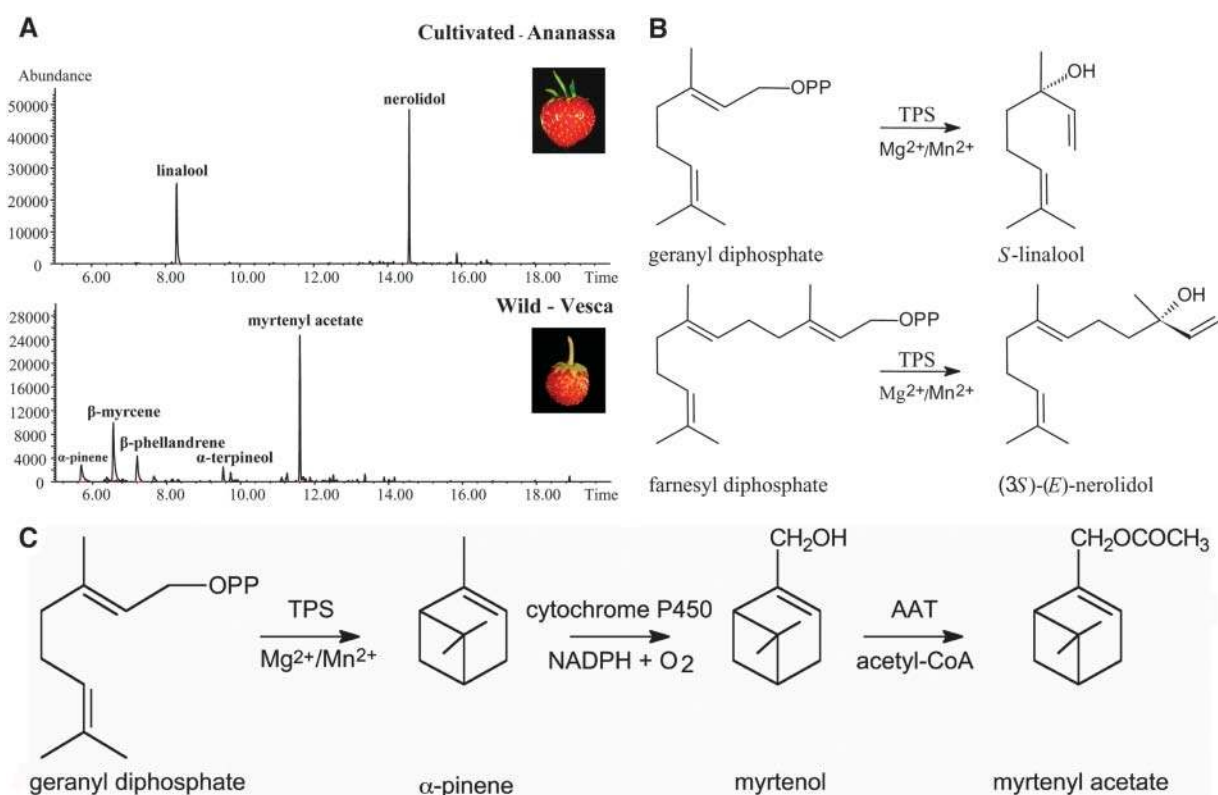 A
Cultivated - Ananassa
Abundance
50000
40000
30000
20000
10000
0
linalool
nerolidol
6.00 8.00 10.00 12.00 14.00 16.00 18.00 Time
Wild - Vesca
28000
24000
20000
16000
12000
8000
4000
0
myrtenyl acetate
β-myrcene
β-phellandrene
α-pinene
α-terpineol
6.00 8.00 10.00 12.00 14.00 16.00 18.00 Time
B
OPP
TPS
Mg2+/Mn2+
OH
geranyl diphosphate
S-linalool
OPP
TPS
Mg2+/Mn2+
OH
farnesyl diphosphate
(3S)-(E)-nerolidol
C
OPP
TPS
Mg2+/Mn2+
cytochrome P450
NADPH + O2
CH2OH
AAT
acetyl-CoA
CH2OCOCH3
geranyl diphosphate
α-pinene
myrtenol
myrtenyl acetate